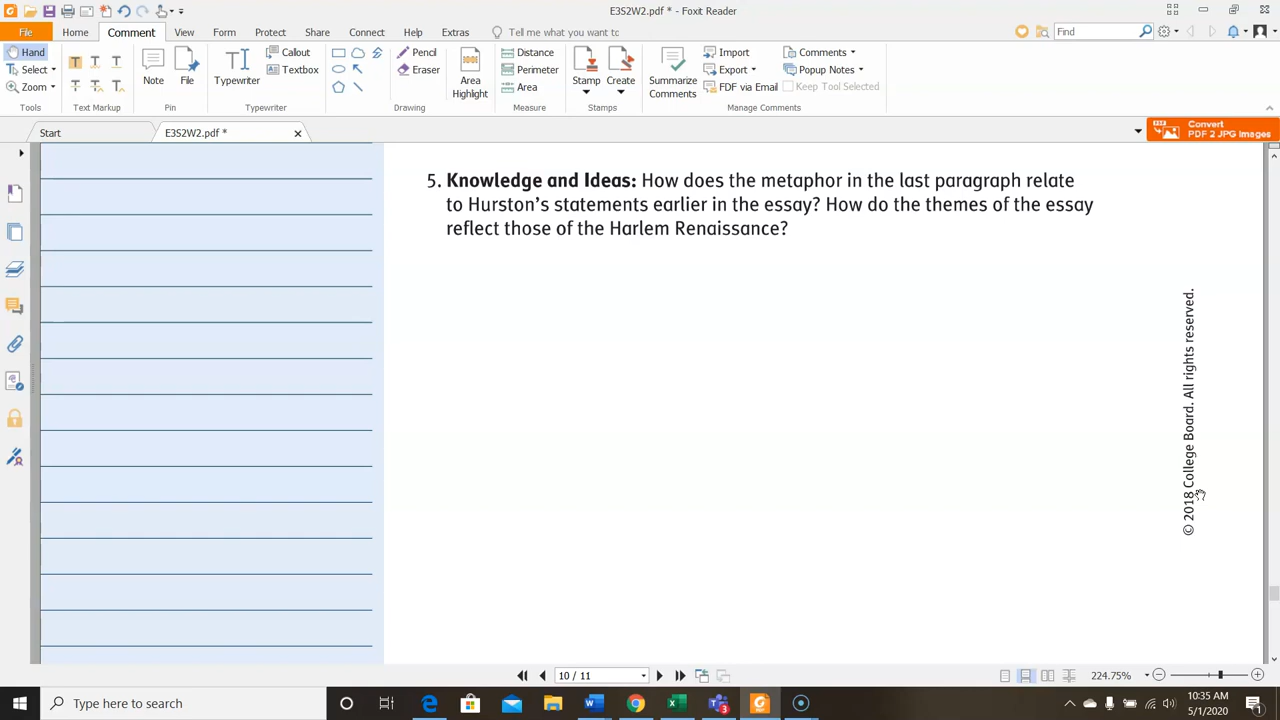 E3S2W2.pdf * - Foxit Reader
File
Home
Comment
View
Form
Protect
Share
Connect
Help
Extras
Tell me what you want to
Find
Hand
Select
Zoom
Tools
Text Markup
Note
File
Pin
Typewriter
Callout
Textbox
Typewriter
Pencil
Eraser
Drawing
Area
Highlight
Distance
Perimeter
Area
Measure
Stamp
Create
Stamps
Summarize
Comments
Import
Export
FDF via Email
Comments
Popup Notes
Keep Tool Selected
Manage Comments
Start
E3S2W2.pdf *
Convert
PDF 2 JPG Images
5. Knowledge and Ideas: How does the metaphor in the last paragraph relate
to Hurston’s statements earlier in the essay? How do the themes of the essay
reflect those of the Harlem Renaissance?
© 2018 College Board. All rights reserved.
10 / 11
224.75%
Type here to search
10:35 AM
5/1/2020